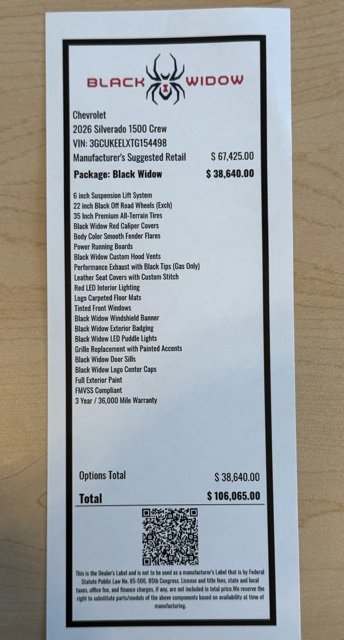 BLACK WIDOW
Chevrolet
2026 Silverado 1500 Crew
VIN: 3GCUKEELXTG154498
Manufacturer's Suggested Retail $ 67,425.00
Package: Black Widow $ 38,640.00
6 inch Suspension Lift System
22 inch Black Off Road Wheels (Exch)
35 Inch Premium All-Terrain Tires
Black Widow Red Caliper Covers
Body Color Smooth Fender Flares
Power Running Boards
Black Widow Custom Hood Vents
Performance Exhaust with Black Tips (Gas Only)
Leather Seat Covers with Custom Stitch
Red LED Interior Lighting
Logo Carpeted Floor Mats
Tinted Front Windows
Black Widow Windshield Banner
Black Widow Exterior Badging
Black Widow LED Puddle Lights
Grille Replacement with Painted Accents
Black Widow Door Sills
Black Widow Logo Center Caps
Full Exterior Paint
FMVSS Compliant
3 Year / 36,000 Mile Warranty
Options Total $ 38,640.00
Total $ 106,065.00
This is the Dealer's Label and is not to be used as a manufacturer's Label that is by Federal
Statute Public Law No. 85-506, 85th Congress. License and title fees, state and local
taxes, office fee, and finance charges, if any, are not included in total price.We reserve the
right to substitute parts/models of the above components based on availability at time of
manufacturing.